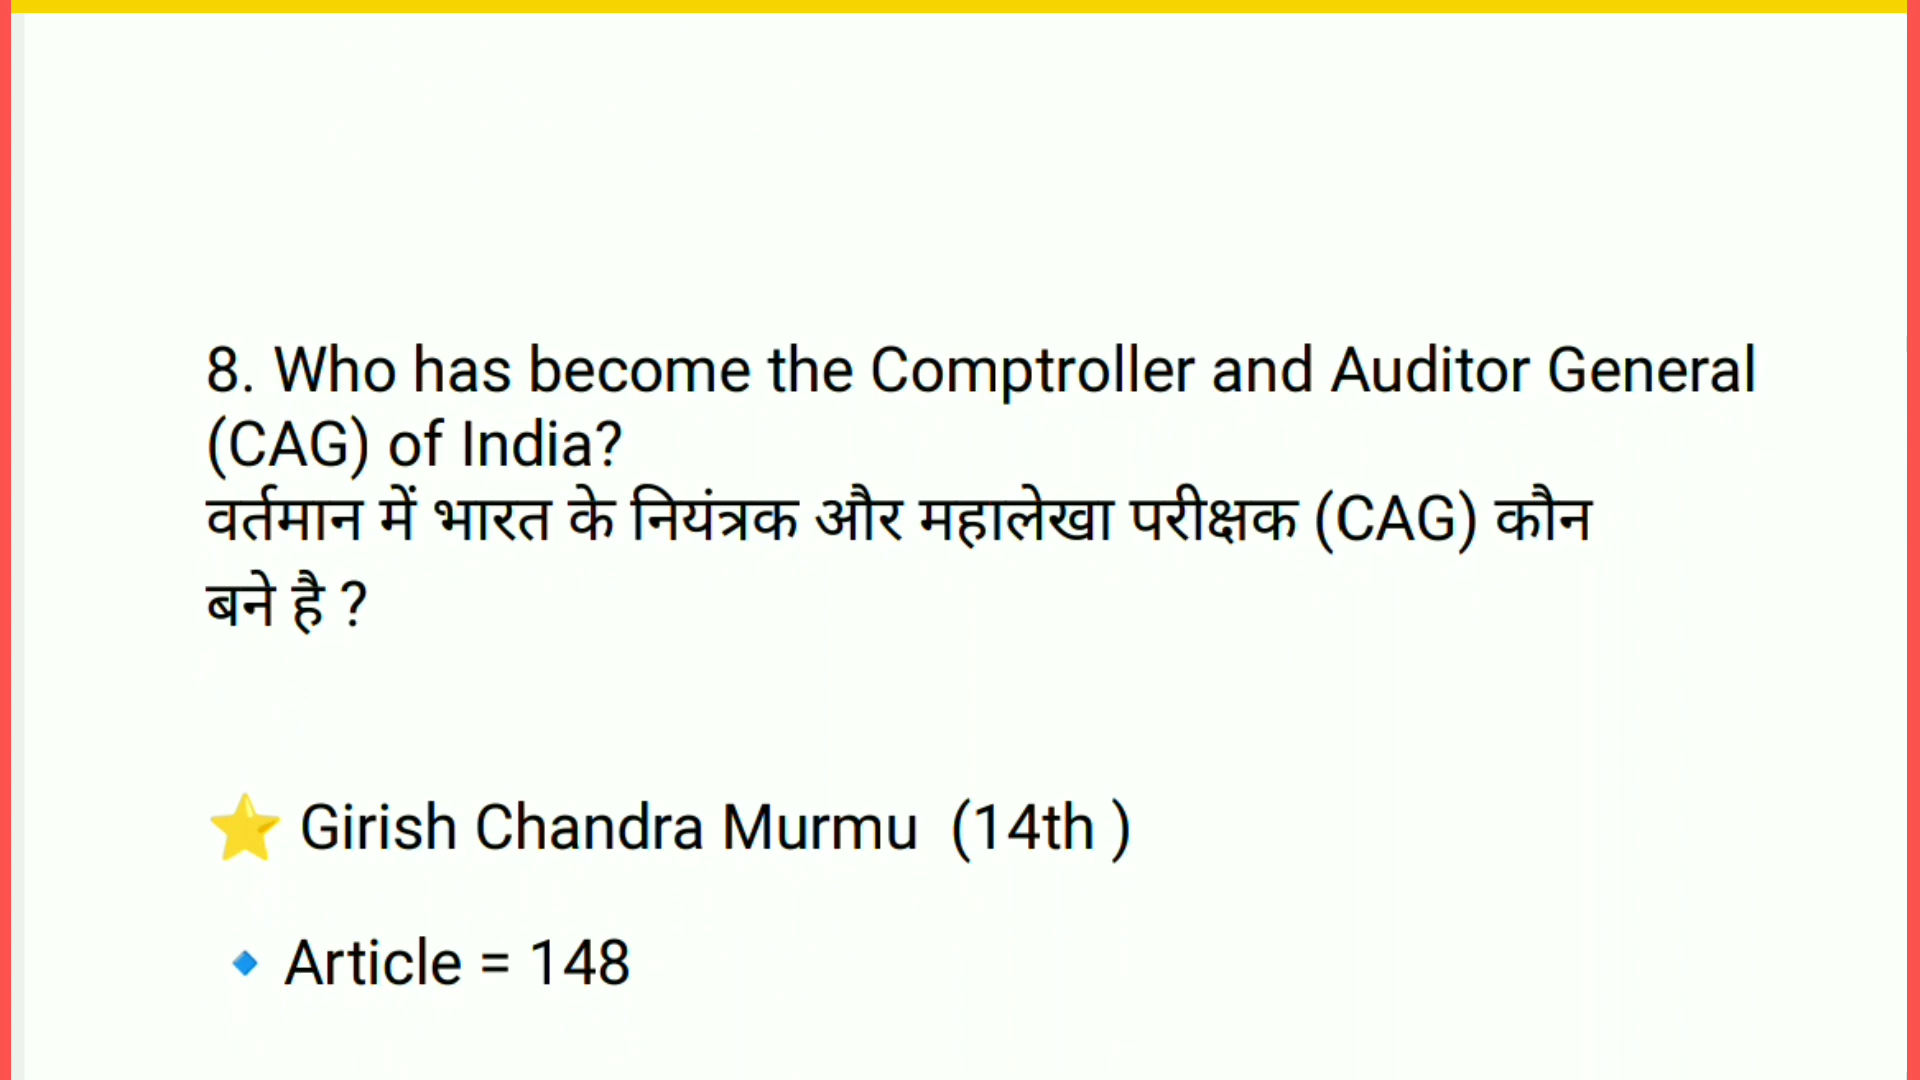 8. Who has become the Comptroller and Auditor General
(CAG) of India?
वर्तमान में भारत के नियंत्रक और महालेखा परीक्षक (CAG) कौन
बने है ?
Girish Chandra Murmu (14th )
Article = 148